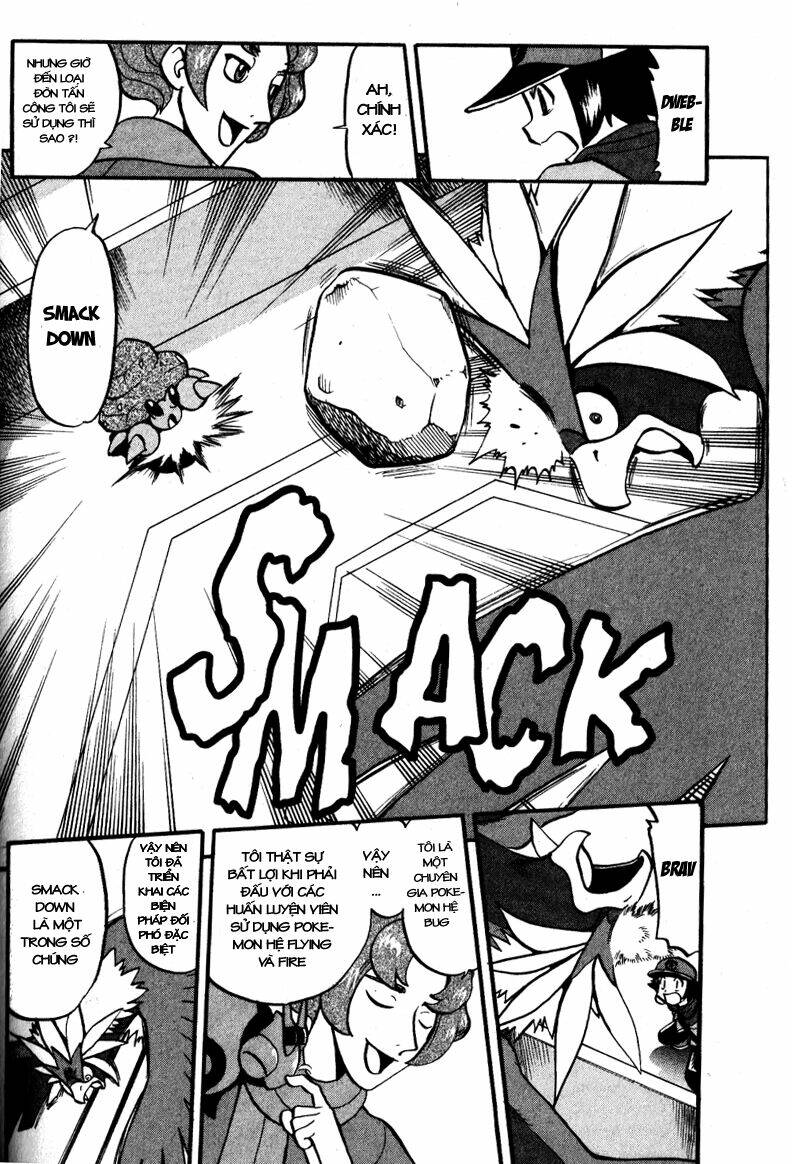 DWEB-
BLE
AH,
CHÍNH
XÁC!
NHƯNG GIỜ
ĐẾN LOẠI
ĐÒN TẤN
CÔNG TÔI SẼ
SỬ DỤNG THÌ
SAO ?!
SMACK
DOWN
SMACK
BRAV
TÔI LÀ
MỘT
CHUYÊN
GIA POKE-
MON HỆ
BUG
VẬY
NÊN
...
TÔI THẬT SỰ
BẤT LỢI KHI PHẢI
ĐẤU VỚI CÁC
HUẤN LUYỆN VIÊN
SỬ DỤNG POKE-
MON HỆ FLYING
VÀ FIRE
VẬY NÊN
TÔI ĐÃ
TRIỂN
KHAI CÁC
BIỆN
PHÁP ĐỐI
PHÓ ĐẶC
BIỆT
SMACK
DOWN
LÀ MỘT
TRONG SỐ
CHÚNG